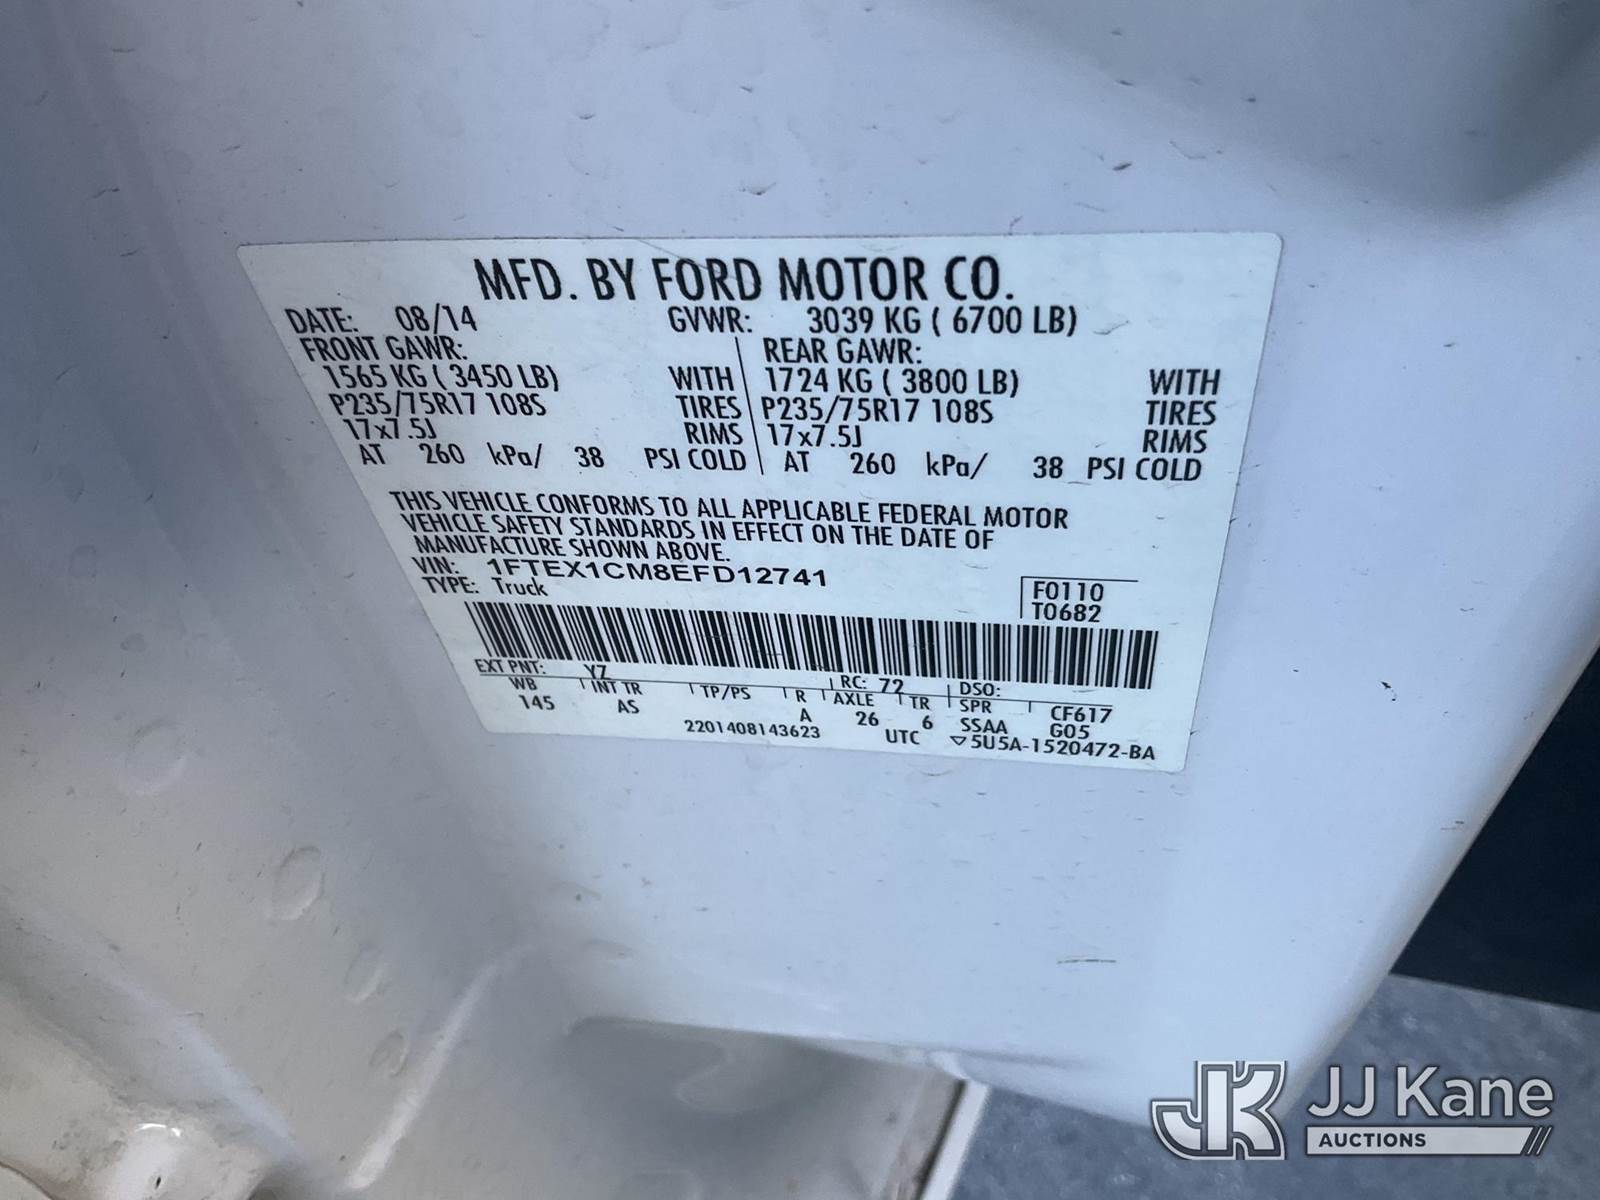 MFD. BY FORD MOTOR CO.
DATE: 08/14 GVWR: 3039 KG ( 6700 LB)
FRONT GAWR: REAR GAWR:
1565 KG ( 3450 LB) WITH 1724 KG ( 3800 LB) WITH
P235/75R17 108S TIRES P235/75R17 108S TIRES
17x7.5J RIMS 17x7.5J RIMS
AT 260 kPa/ 38 PSI COLD AT 260 kPa/ 38 PSI COLD
THIS VEHICLE CONFORMS TO ALL APPLICABLE FEDERAL MOTOR
VEHICLE SAFETY STANDARDS IN EFFECT ON THE DATE OF
MANUFACTURE SHOWN ABOVE.
VIN: 1FTEX1CM8EFD12741
TYPE: Truck
F0110
T0682
EXT PNT: YZ RC: 72 DSO:
WB INT TR TP/PS R AXLE TR SPR CF617
145 AS A 26 6 SSAA G05
2201408143623 UTC ▽5U5A-1520472-BA
JK JJ Kane
AUCTIONS